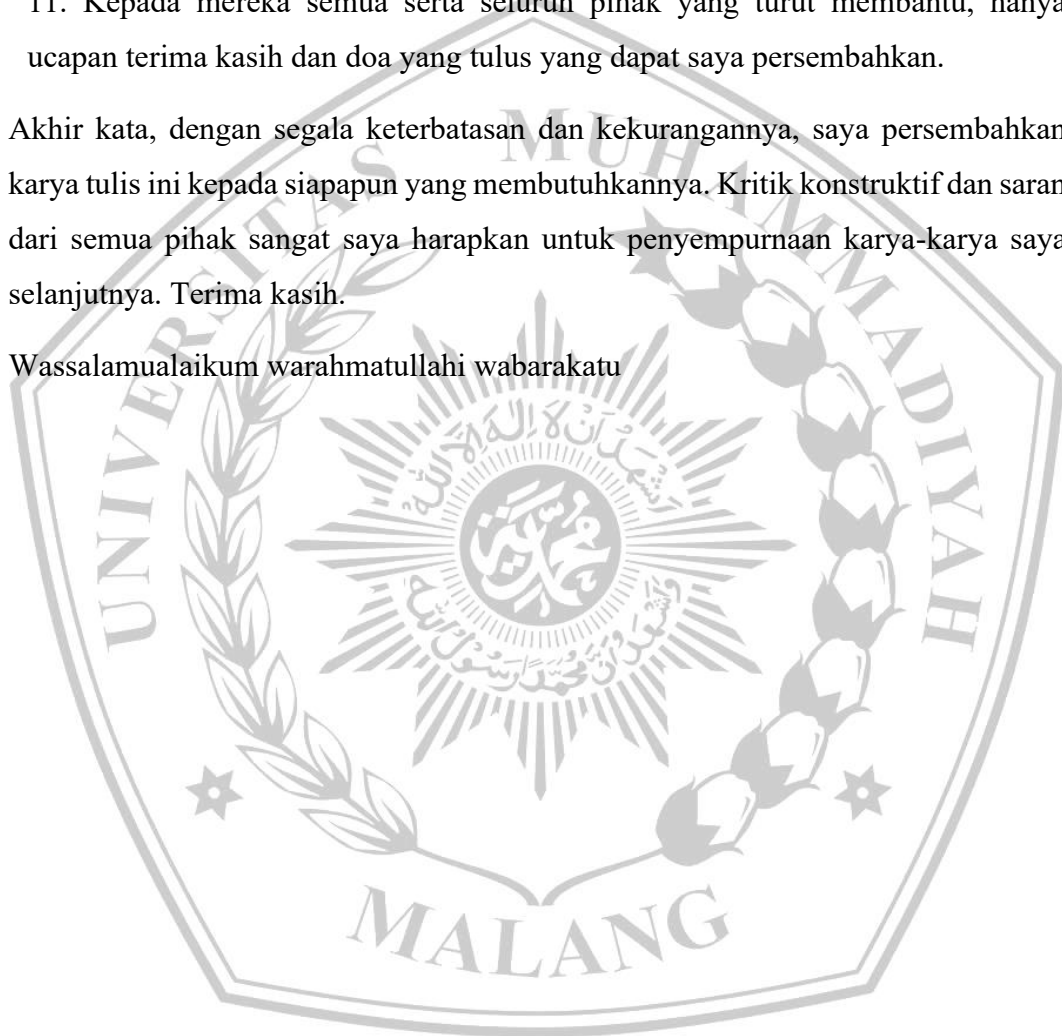 11. Kepada mereka semua serta seluruh pihak yang turut membantu, hanya
ucapan terima kasih dan doa yang tulus yang dapat saya persembahkan.
Akhir kata, dengan segala keterbatasan dan kekurangannya, saya persembahkan
karya tulis ini kepada siapapun yang membutuhkannya. Kritik konstruktif dan saran
dari semua pihak sangat saya harapkan untuk penyempurnaan karya-karya saya
selanjutnya. Terima kasih.
Wassalamualaikum warahmatullahi wabarakatu
UNIVERSITAS MUHAMMADIYAH
MALANG